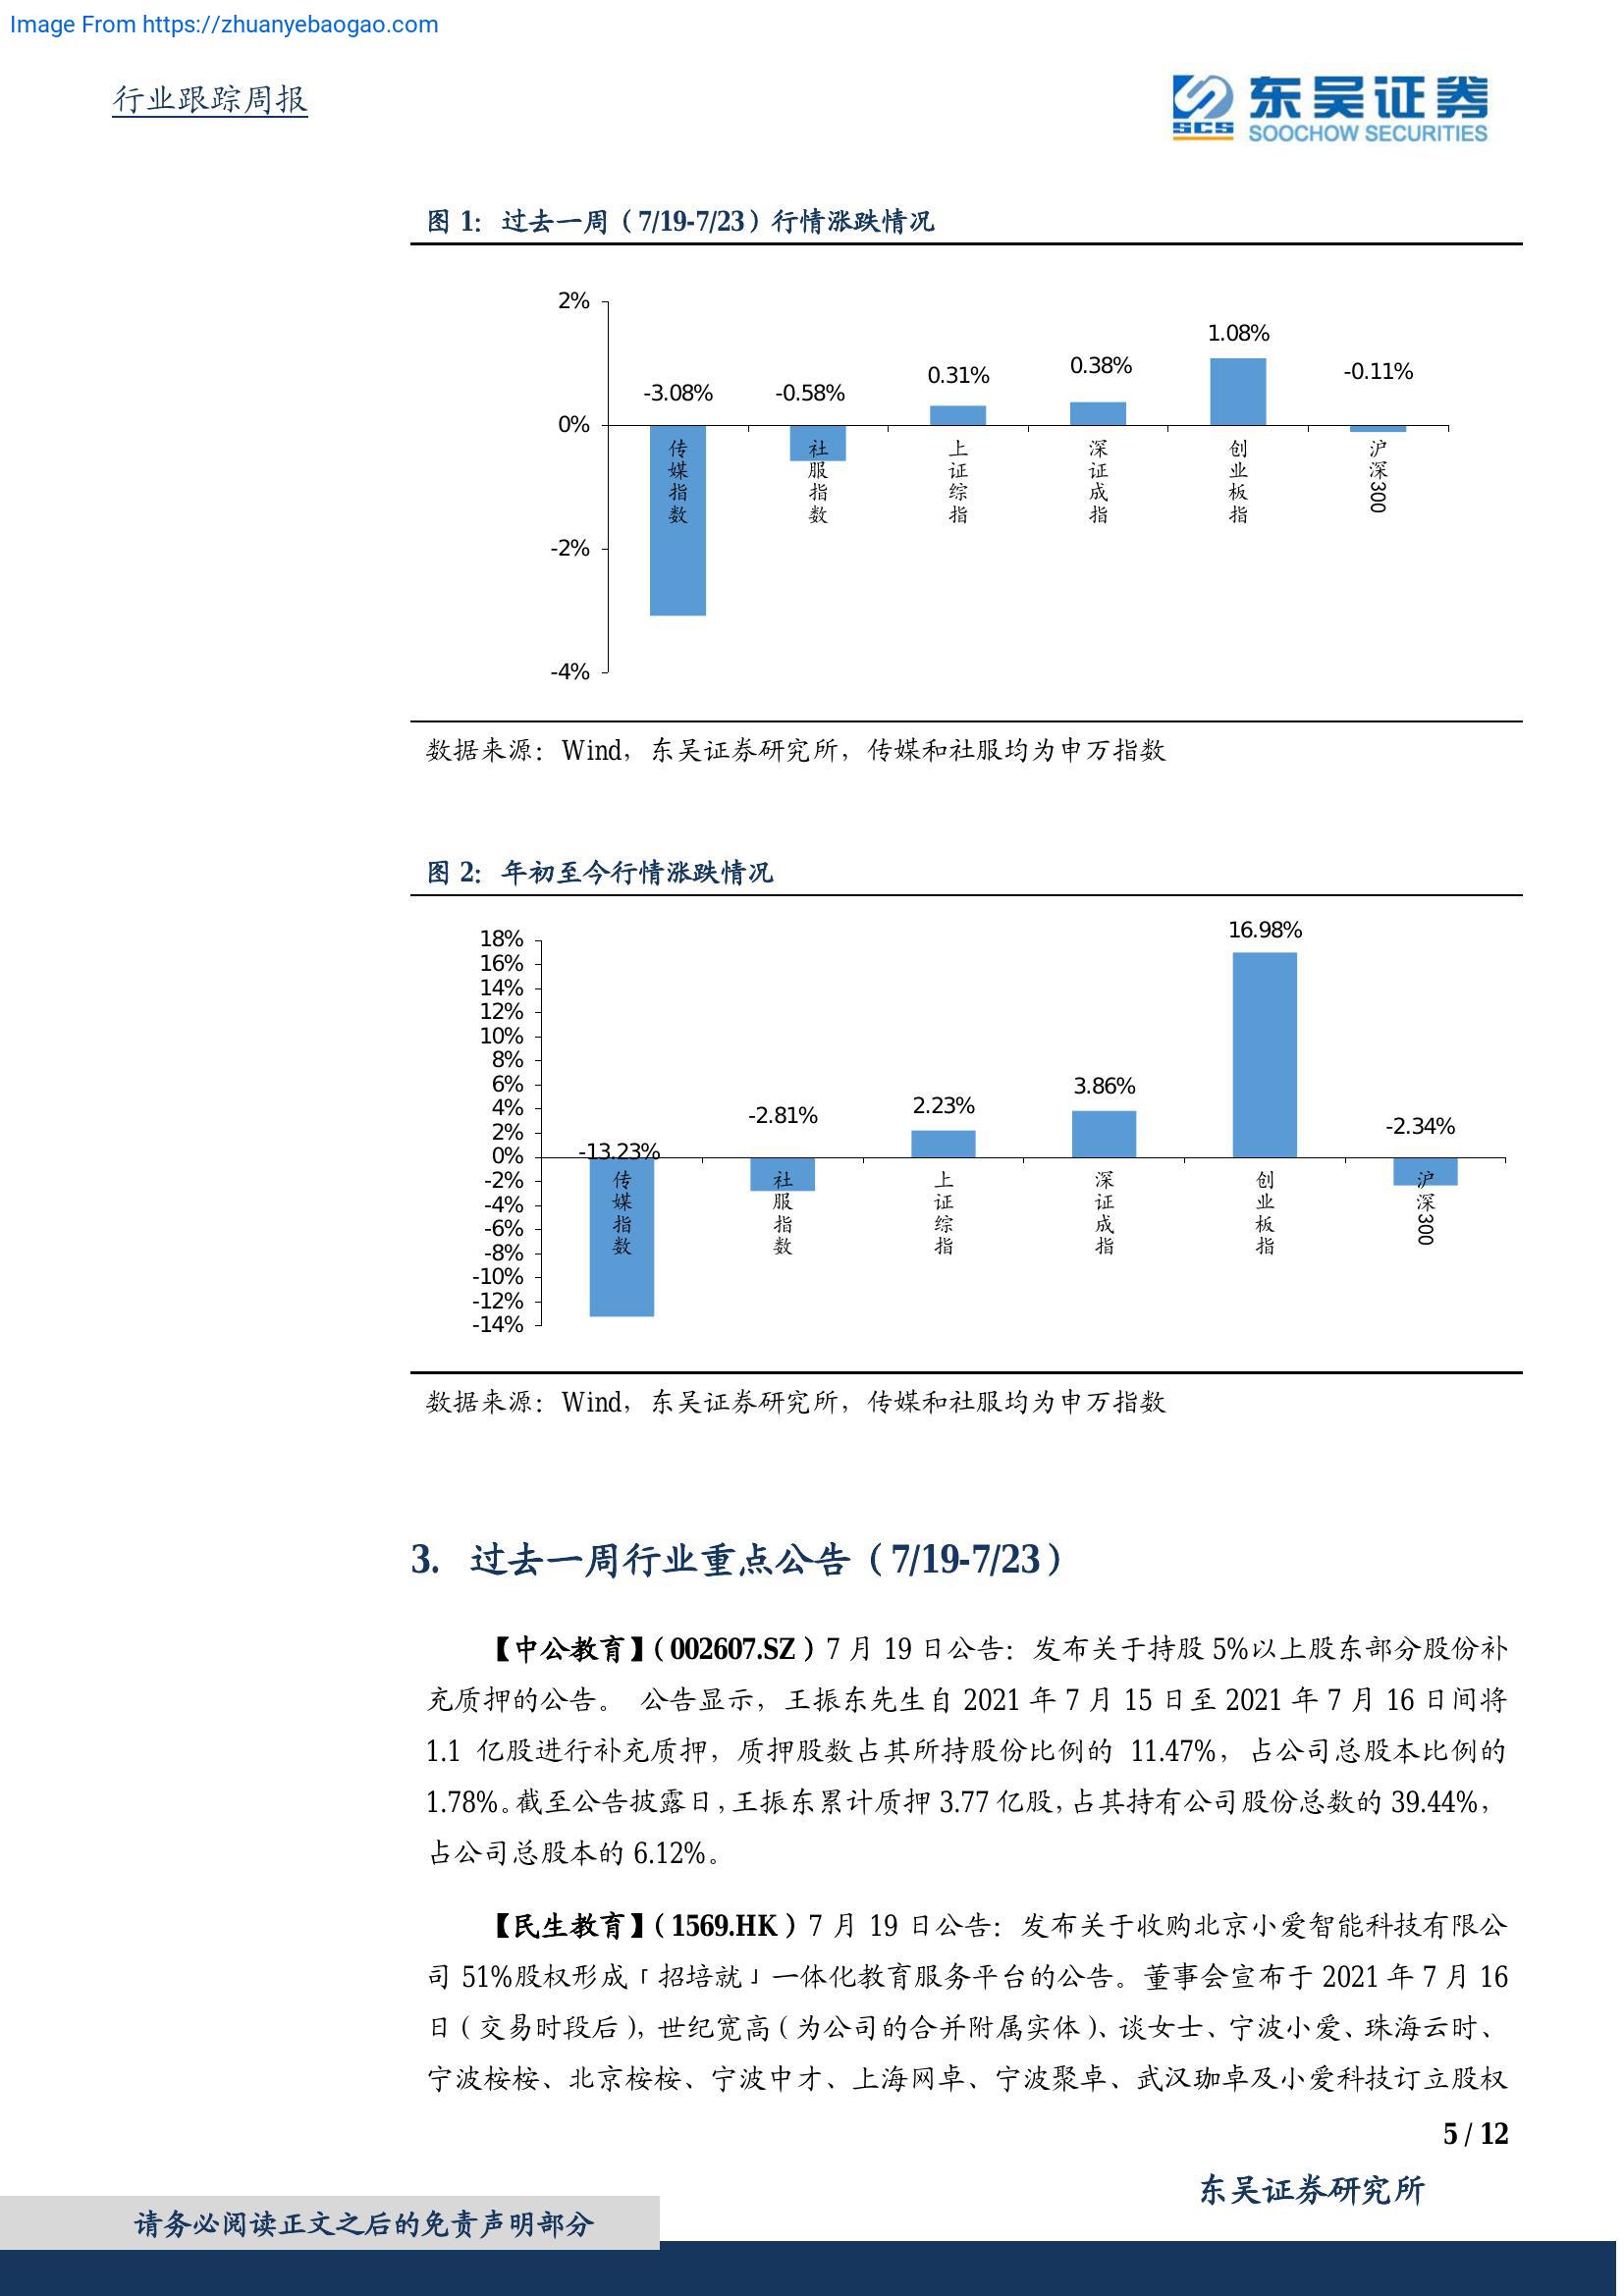 Image From https://zhuanyebaogao.com
行业跟踪周报
东吴证券
SCS
SOOCHOW SECURITIES
图 1：过去一周（7/19-7/23）行情涨跌情况
2%
0%
-2%
-4%
-3.08%
-0.58%
0.31%
0.38%
1.08%
-0.11%
传媒指数
社服指数
上证综指
深证成指
创业板指
沪深300
数据来源：Wind，东吴证券研究所，传媒和社服均为申万指数
图 2：年初至今行情涨跌情况
18%
16%
14%
12%
10%
8%
6%
4%
2%
0%
-2%
-4%
-6%
-8%
-10%
-12%
-14%
-13.23%
-2.81%
2.23%
3.86%
16.98%
-2.34%
传媒指数
社服指数
上证综指
深证成指
创业板指
沪深300
数据来源：Wind，东吴证券研究所，传媒和社服均为申万指数
3. 过去一周行业重点公告（7/19-7/23）
【中公教育】（002607.SZ）7 月 19 日公告：发布关于持股 5%以上股东部分股份补
充质押的公告。 公告显示，王振东先生自 2021 年 7 月 15 日至 2021 年 7 月 16 日间将
1.1 亿股进行补充质押，质押股数占其所持股份比例的 11.47%，占公司总股本比例的
1.78%。截至公告披露日，王振东累计质押 3.77 亿股，占其持有公司股份总数的 39.44%，
占公司总股本的 6.12%。
【民生教育】（1569.HK）7 月 19 日公告：发布关于收购北京小爱智能科技有限公
司 51%股权形成「招培就」一体化教育服务平台的公告。董事会宣布于 2021 年 7 月 16
日（交易时段后），世纪宽高（为公司的合并附属实体）、谈女士、宁波小爱、珠海云时、
宁波桉桉、北京桉桉、宁波中才、上海网卓、宁波聚卓、武汉珈卓及小爱科技订立股权
5 / 12
东吴证券研究所
请务必阅读正文之后的免责声明部分